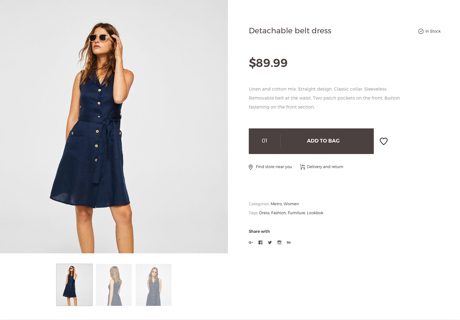 Detachable belt dress
In Stock
$89.99
Linen and cotton mix. Straight design. Classic collar. Sleeveless.
Removable belt at the waist. Two patch pockets on the front. Button
fastening on the front section.
01
ADD TO BAG
Find store near you
Delivery and return
Categories: Mens, Women
Tags: Dress, Fashion, Furniture, Lookbook
Share with
G+
Be